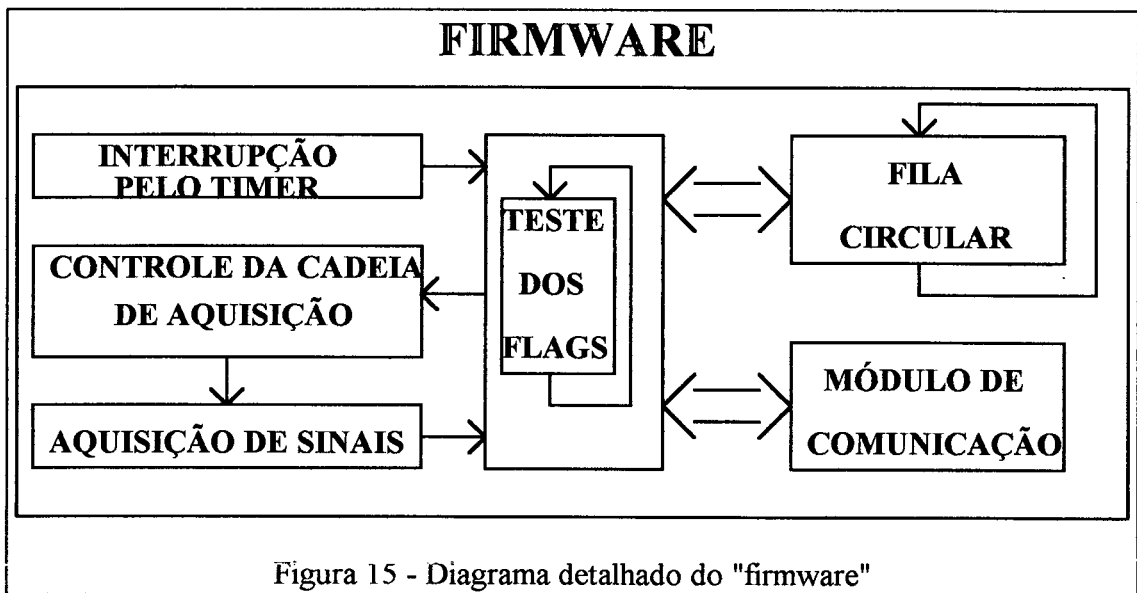 FIRMWARE
INTERRUPÇÃO
PELO TIMER
CONTROLE DA CADEIA
DE AQUISIÇÃO
AQUISIÇÃO DE SINAIS
TESTE
DOS
FLAGS
FILA
CIRCULAR
MÓDULO DE
COMUNICAÇÃO
Figura 15 - Diagrama detalhado do "firmware"